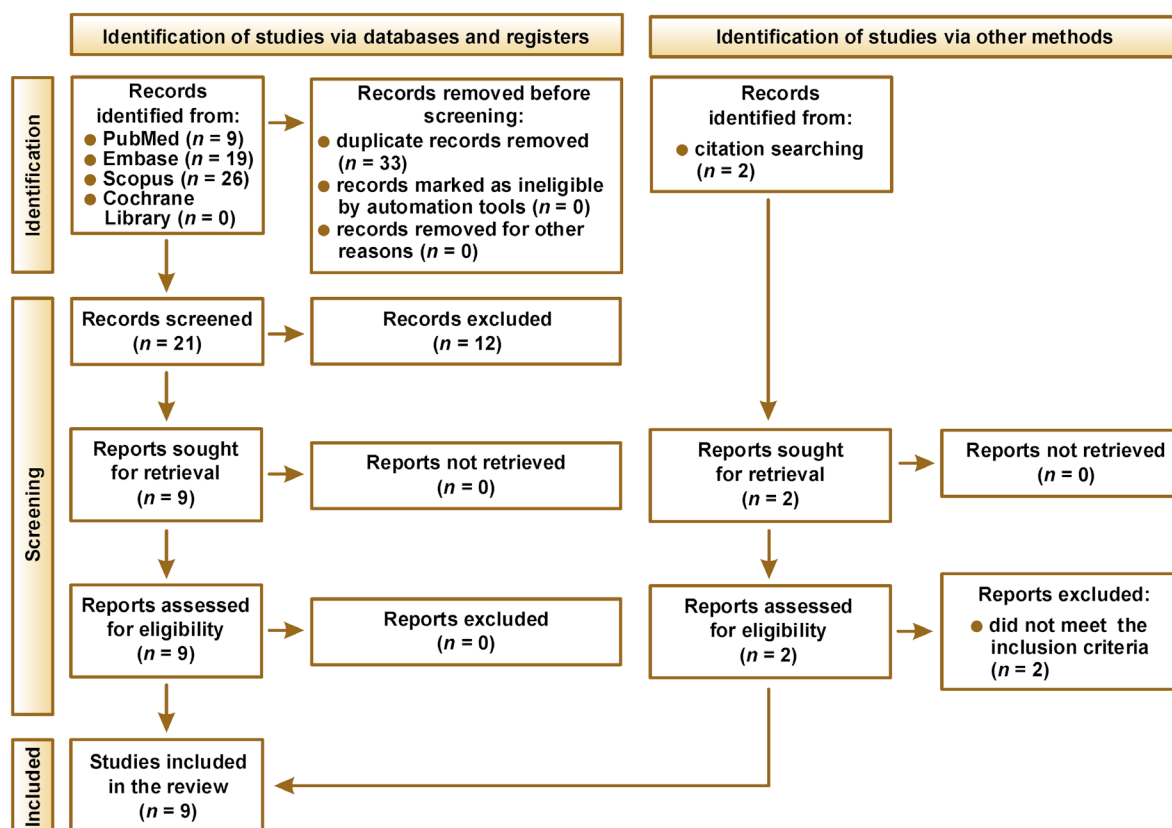 Identification of studies via databases and registers
Identification of studies via other methods
Identification
Records
identified from:
● PubMed (n = 9)
● Embase (n = 19)
● Scopus (n = 26)
● Cochrane
Library (n = 0)
Records removed before
screening:
● duplicate records removed
(n = 33)
● records marked as ineligible
by automation tools (n = 0)
● records removed for other
reasons (n = 0)
Records
identified from:
● citation searching
(n = 2)
Screening
Records screened
(n = 21)
Records excluded
(n = 12)
Reports sought
for retrieval
(n = 9)
Reports not retrieved
(n = 0)
Reports sought
for retrieval
(n = 2)
Reports not retrieved
(n = 0)
Reports assessed
for eligibility
(n = 9)
Reports excluded
(n = 0)
Reports assessed
for eligibility
(n = 2)
Reports excluded:
● did not meet the
inclusion criteria
(n = 2)
Included
Studies included
in the review
(n = 9)